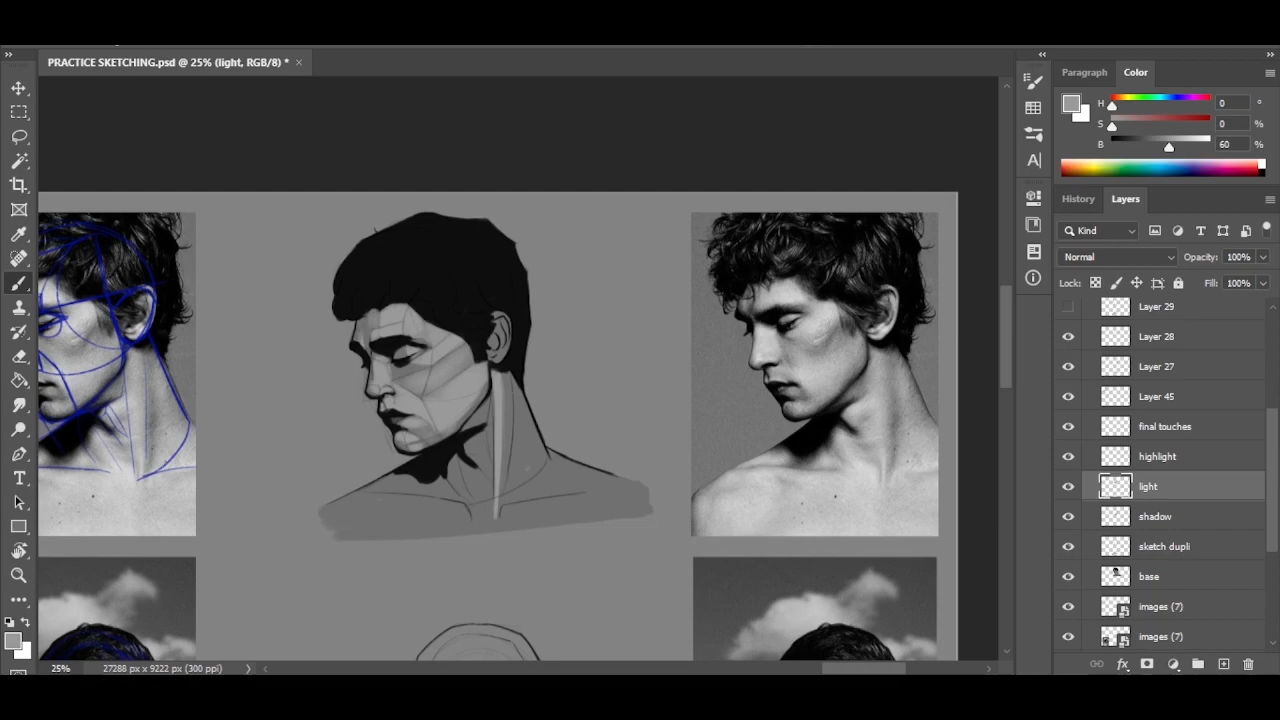 PRACTICE SKETCHING.psd @ 25% (light, RGB/8) * ×
Paragraph Color
H 0 °
S 0 %
B 60 %
History Layers
Kind
Normal Opacity: 100%
Lock: Fill: 100%
Layer 29
Layer 28
Layer 27
Layer 45
final touches
highlight
light
shadow
sketch dupli
base
images (7)
images (7)
fx
25% 27288 px x 9222 px (300 ppi)